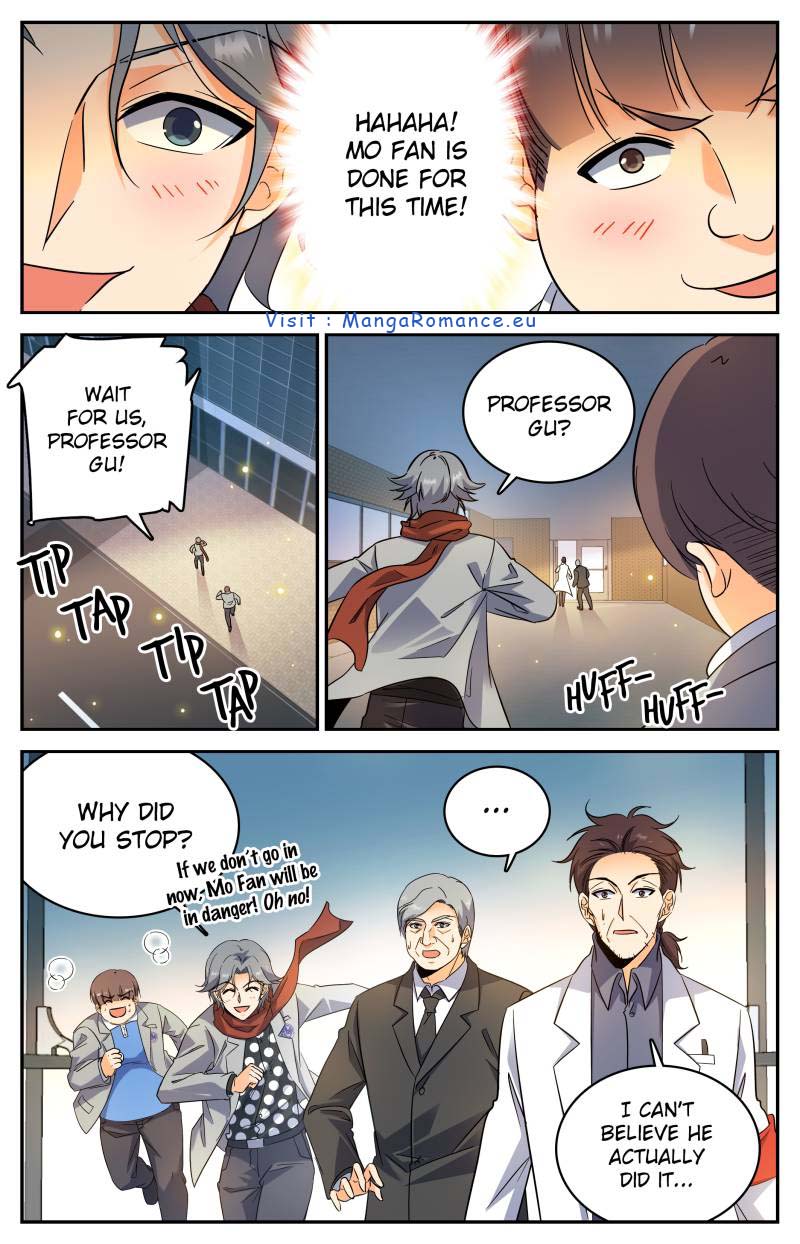 HAHAHA!
MO FAN IS
DONE FOR
THIS TIME!
Visit : MangaRomance.eu
WAIT
FOR US,
PROFESSOR
GU!
TIP
TAP
TIP
TAP
PROFESSOR
GU?
HUFF-
HUFF-
WHY DID
YOU STOP?
If we don't go in
now, Mo Fan will be
in danger! Oh no!
...
I CAN'T
BELIEVE HE
ACTUALLY
DID IT...